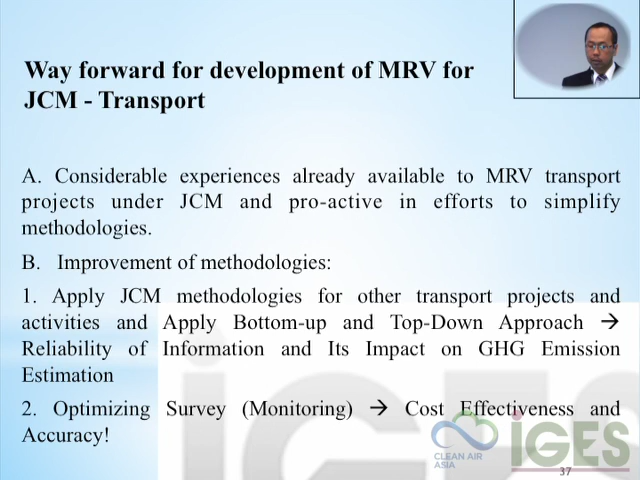 Way forward for development of MRV for
JCM - Transport
A. Considerable experiences already available to MRV transport
projects under JCM and pro-active in efforts to simplify
methodologies.
B. Improvement of methodologies:
1. Apply JCM methodologies for other transport projects and
activities and Apply Bottom-up and Top-Down Approach →
Reliability of Information and Its Impact on GHG Emission
Estimation
2. Optimizing Survey (Monitoring) → Cost Effectiveness and
Accuracy!
CLEAN AIR
ASIA
iGES
37
iGES